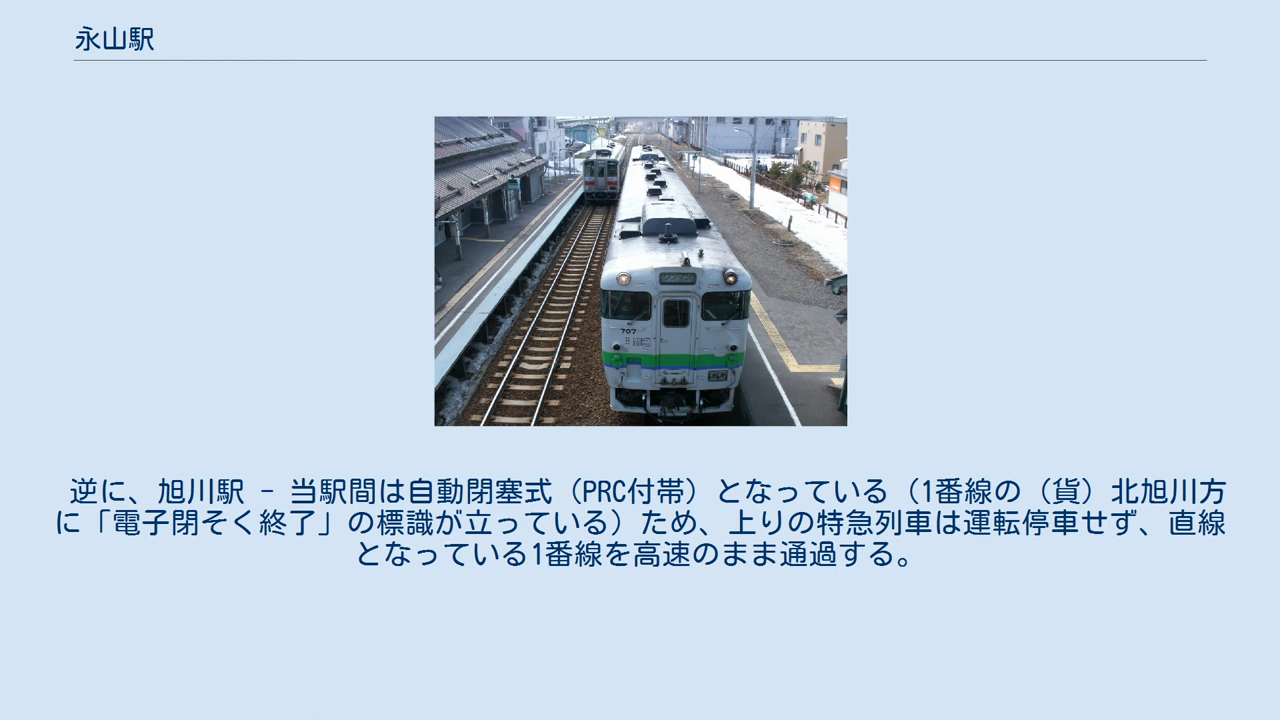 永山駅
707
逆に、旭川駅 - 当駅間は自動閉塞式（PRC付帯）となっている（1番線の（貨）北旭川方
に「電子閉そく終了」の標識が立っている）ため、上りの特急列車は運転停車せず、直線
となっている1番線を高速のまま通過する。